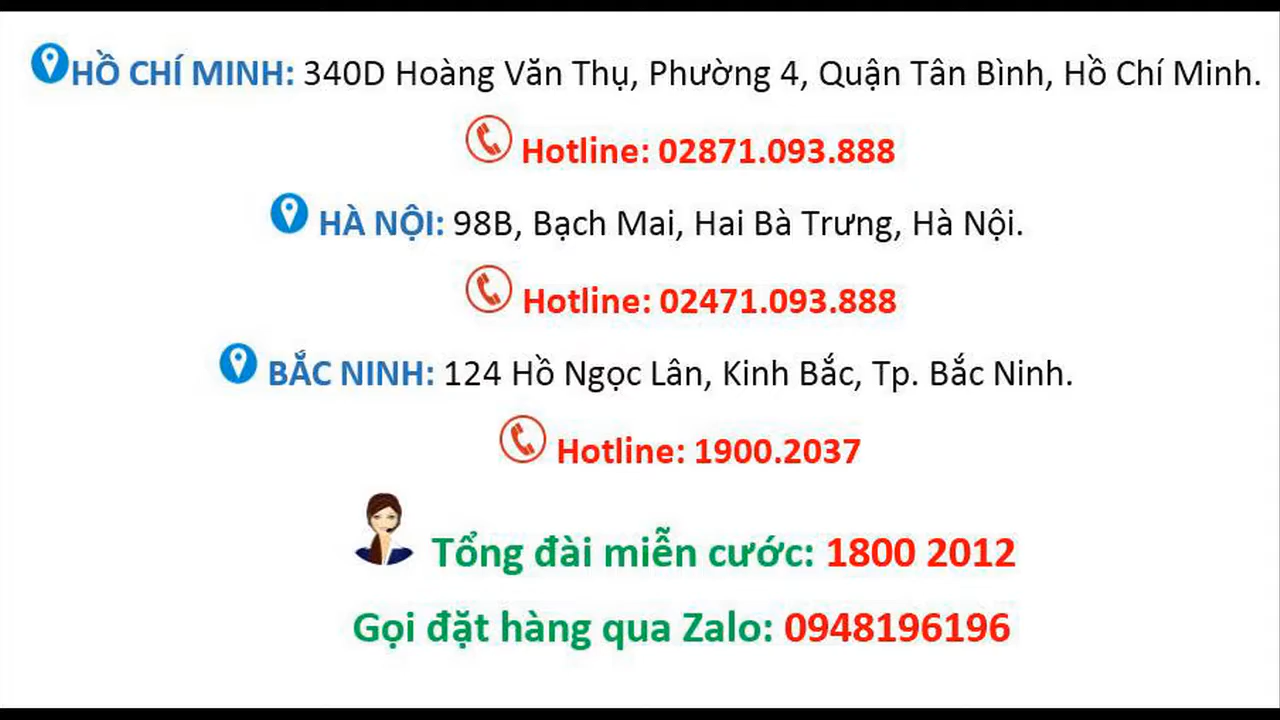 HỒ CHÍ MINH: 340D Hoàng Văn Thụ, Phường 4, Quận Tân Bình, Hồ Chí Minh.
Hotline: 02871.093.888
HÀ NỘI: 98B, Bạch Mai, Hai Bà Trưng, Hà Nội.
Hotline: 02471.093.888
BẮC NINH: 124 Hồ Ngọc Lân, Kinh Bắc, Tp. Bắc Ninh.
Hotline: 1900.2037
Tổng đài miễn cước: 1800 2012
Gọi đặt hàng qua Zalo: 0948196196